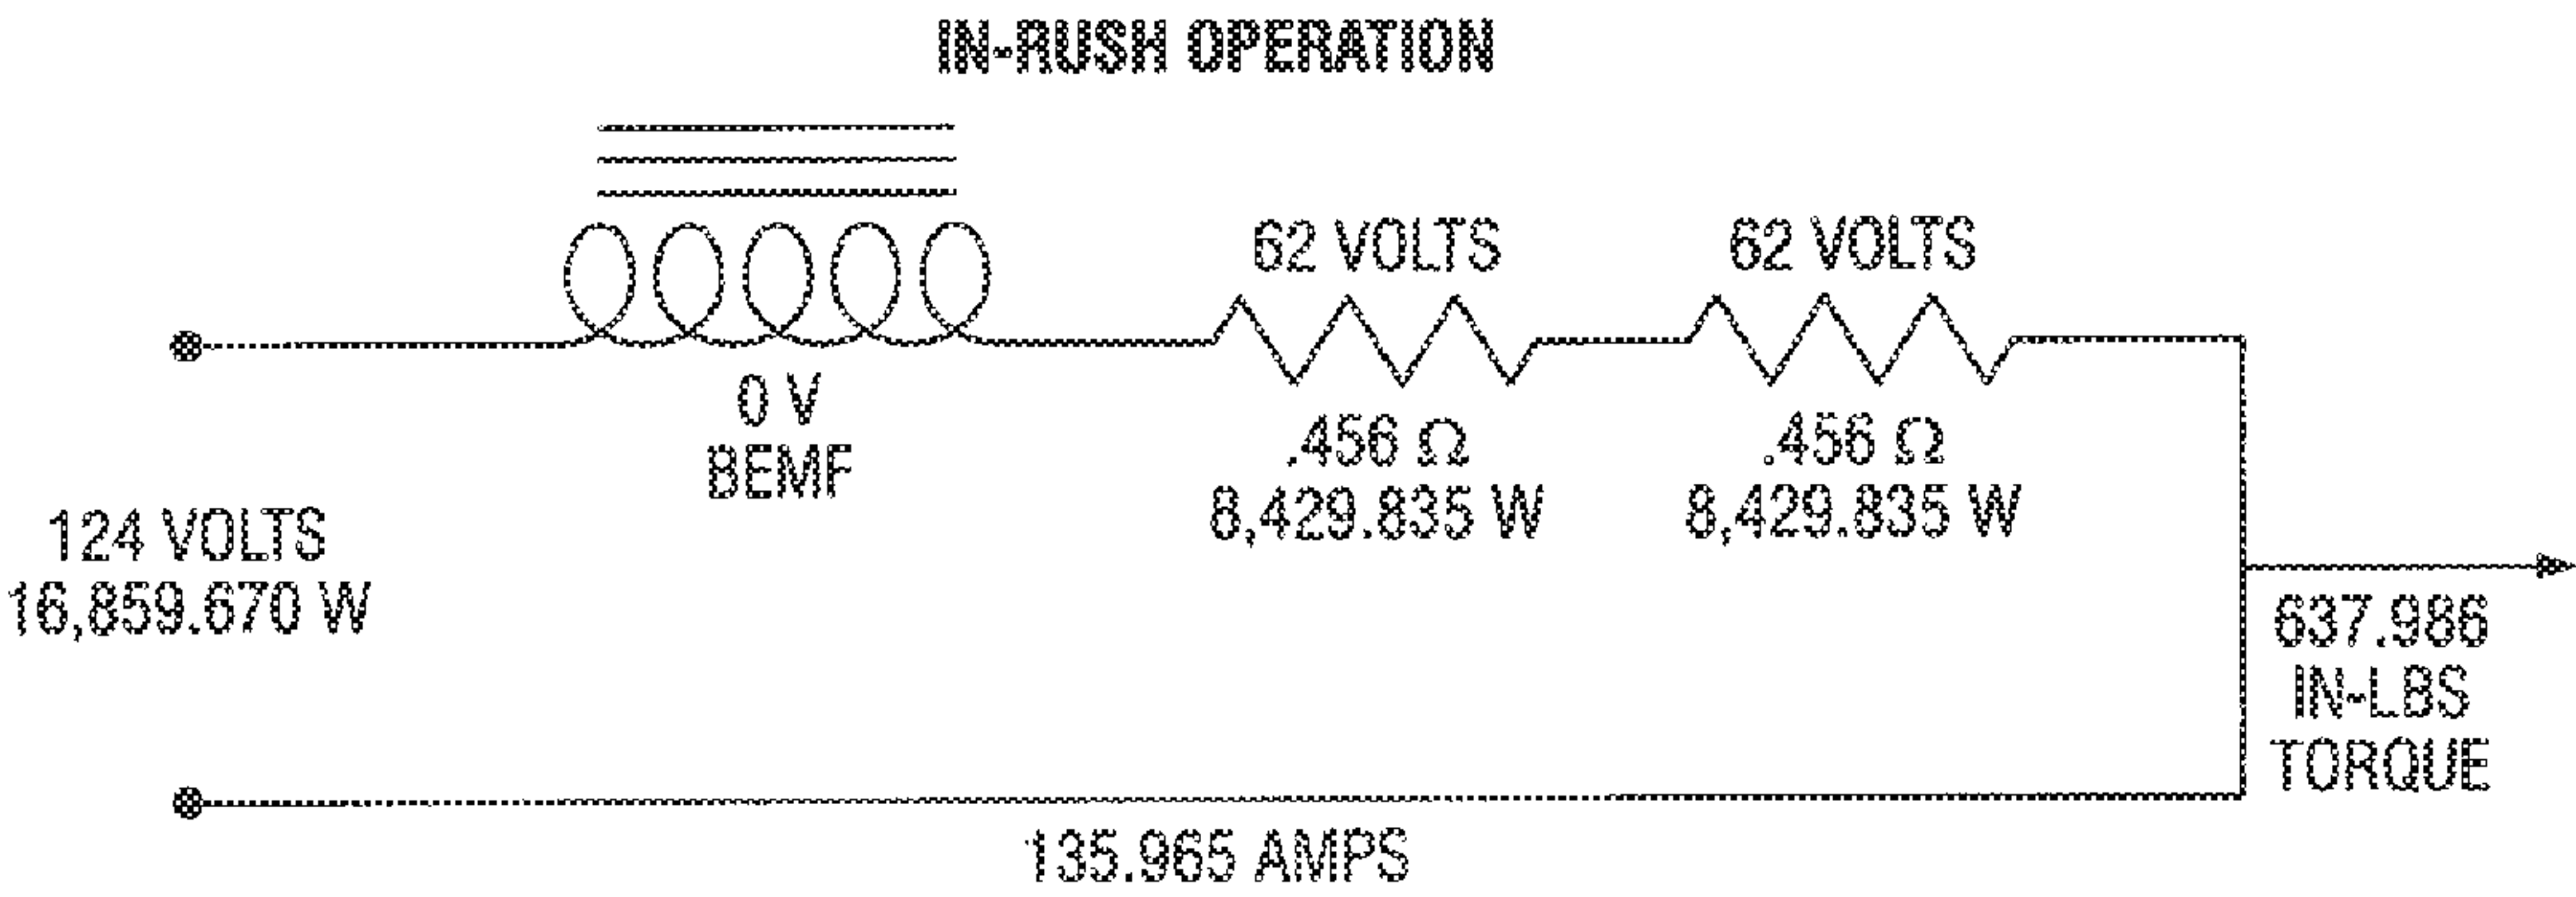 IN-RUSH OPERATION
62 VOLTS
62 VOLTS
0 V
BEMF
.456 Ω
8,429.835 W
.456 Ω
8,429.835 W
124 VOLTS
16,859.670 W
637.986
IN-LBS
TORQUE
135.965 AMPS